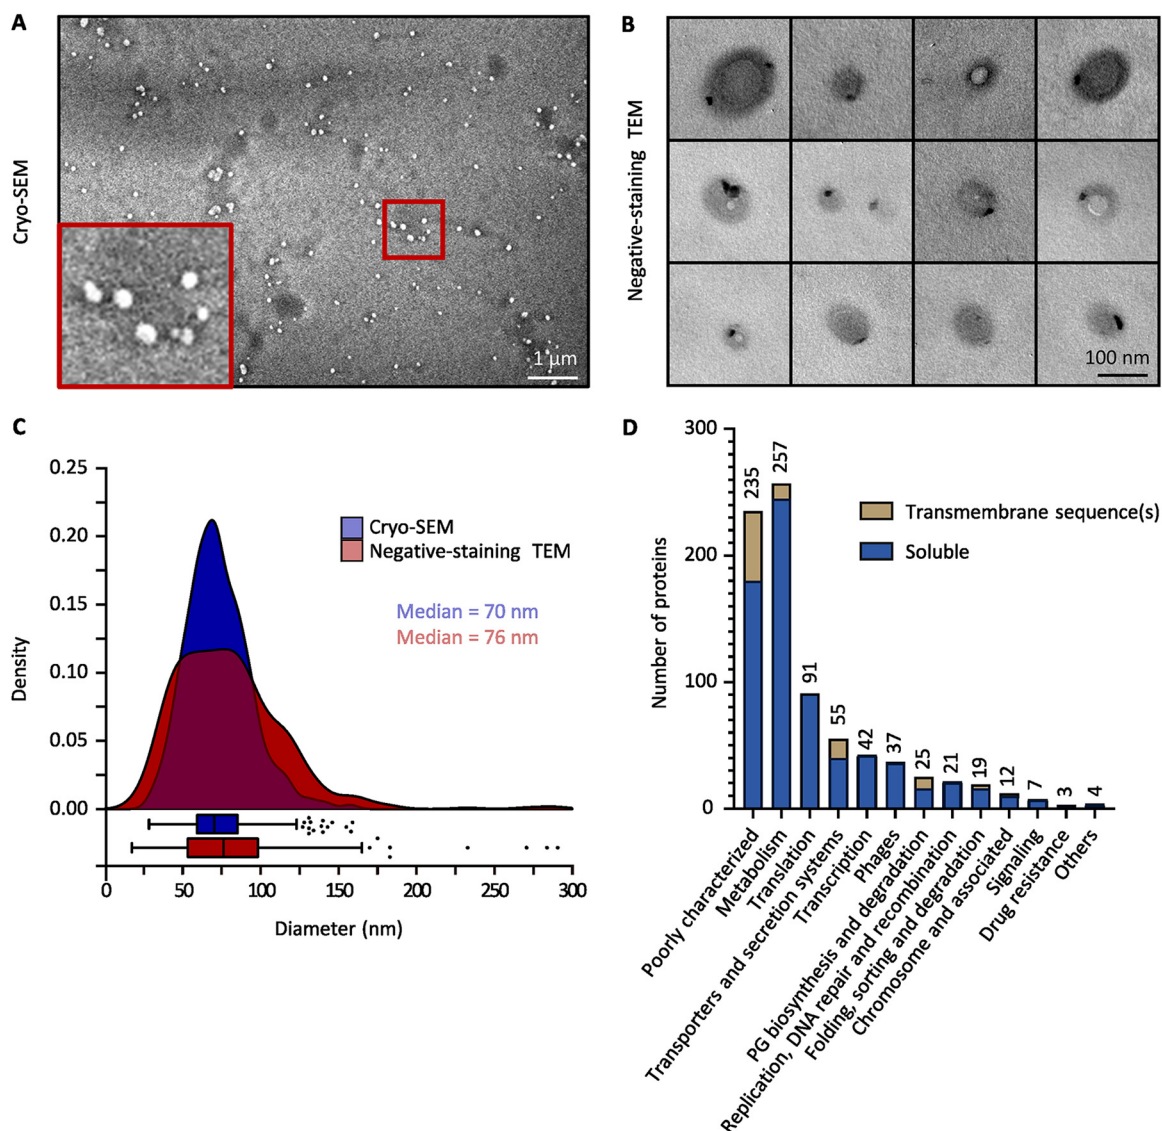 A
Cryo-SEM
1 µm
B
Negative-staining TEM
100 nm
C
Density
0.25
0.20
0.15
0.10
0.05
0.00
Cryo-SEM
Negative-staining TEM
Median = 70 nm
Median = 76 nm
0
50
100
150
200
250
300
Diameter (nm)
D
Number of proteins
300
200
100
0
235
257
91
55
42
37
25
21
19
12
7
3
4
Transmembrane sequence(s)
Soluble
Poorly characterized
Metabolism
Translation
Transporters and secretion systems
Transcription
Phages
PG biosynthesis and degradation
Replication, DNA repair and recombination
Folding, sorting and degradation
Chromosome and associated
Signaling
Drug resistance
Others